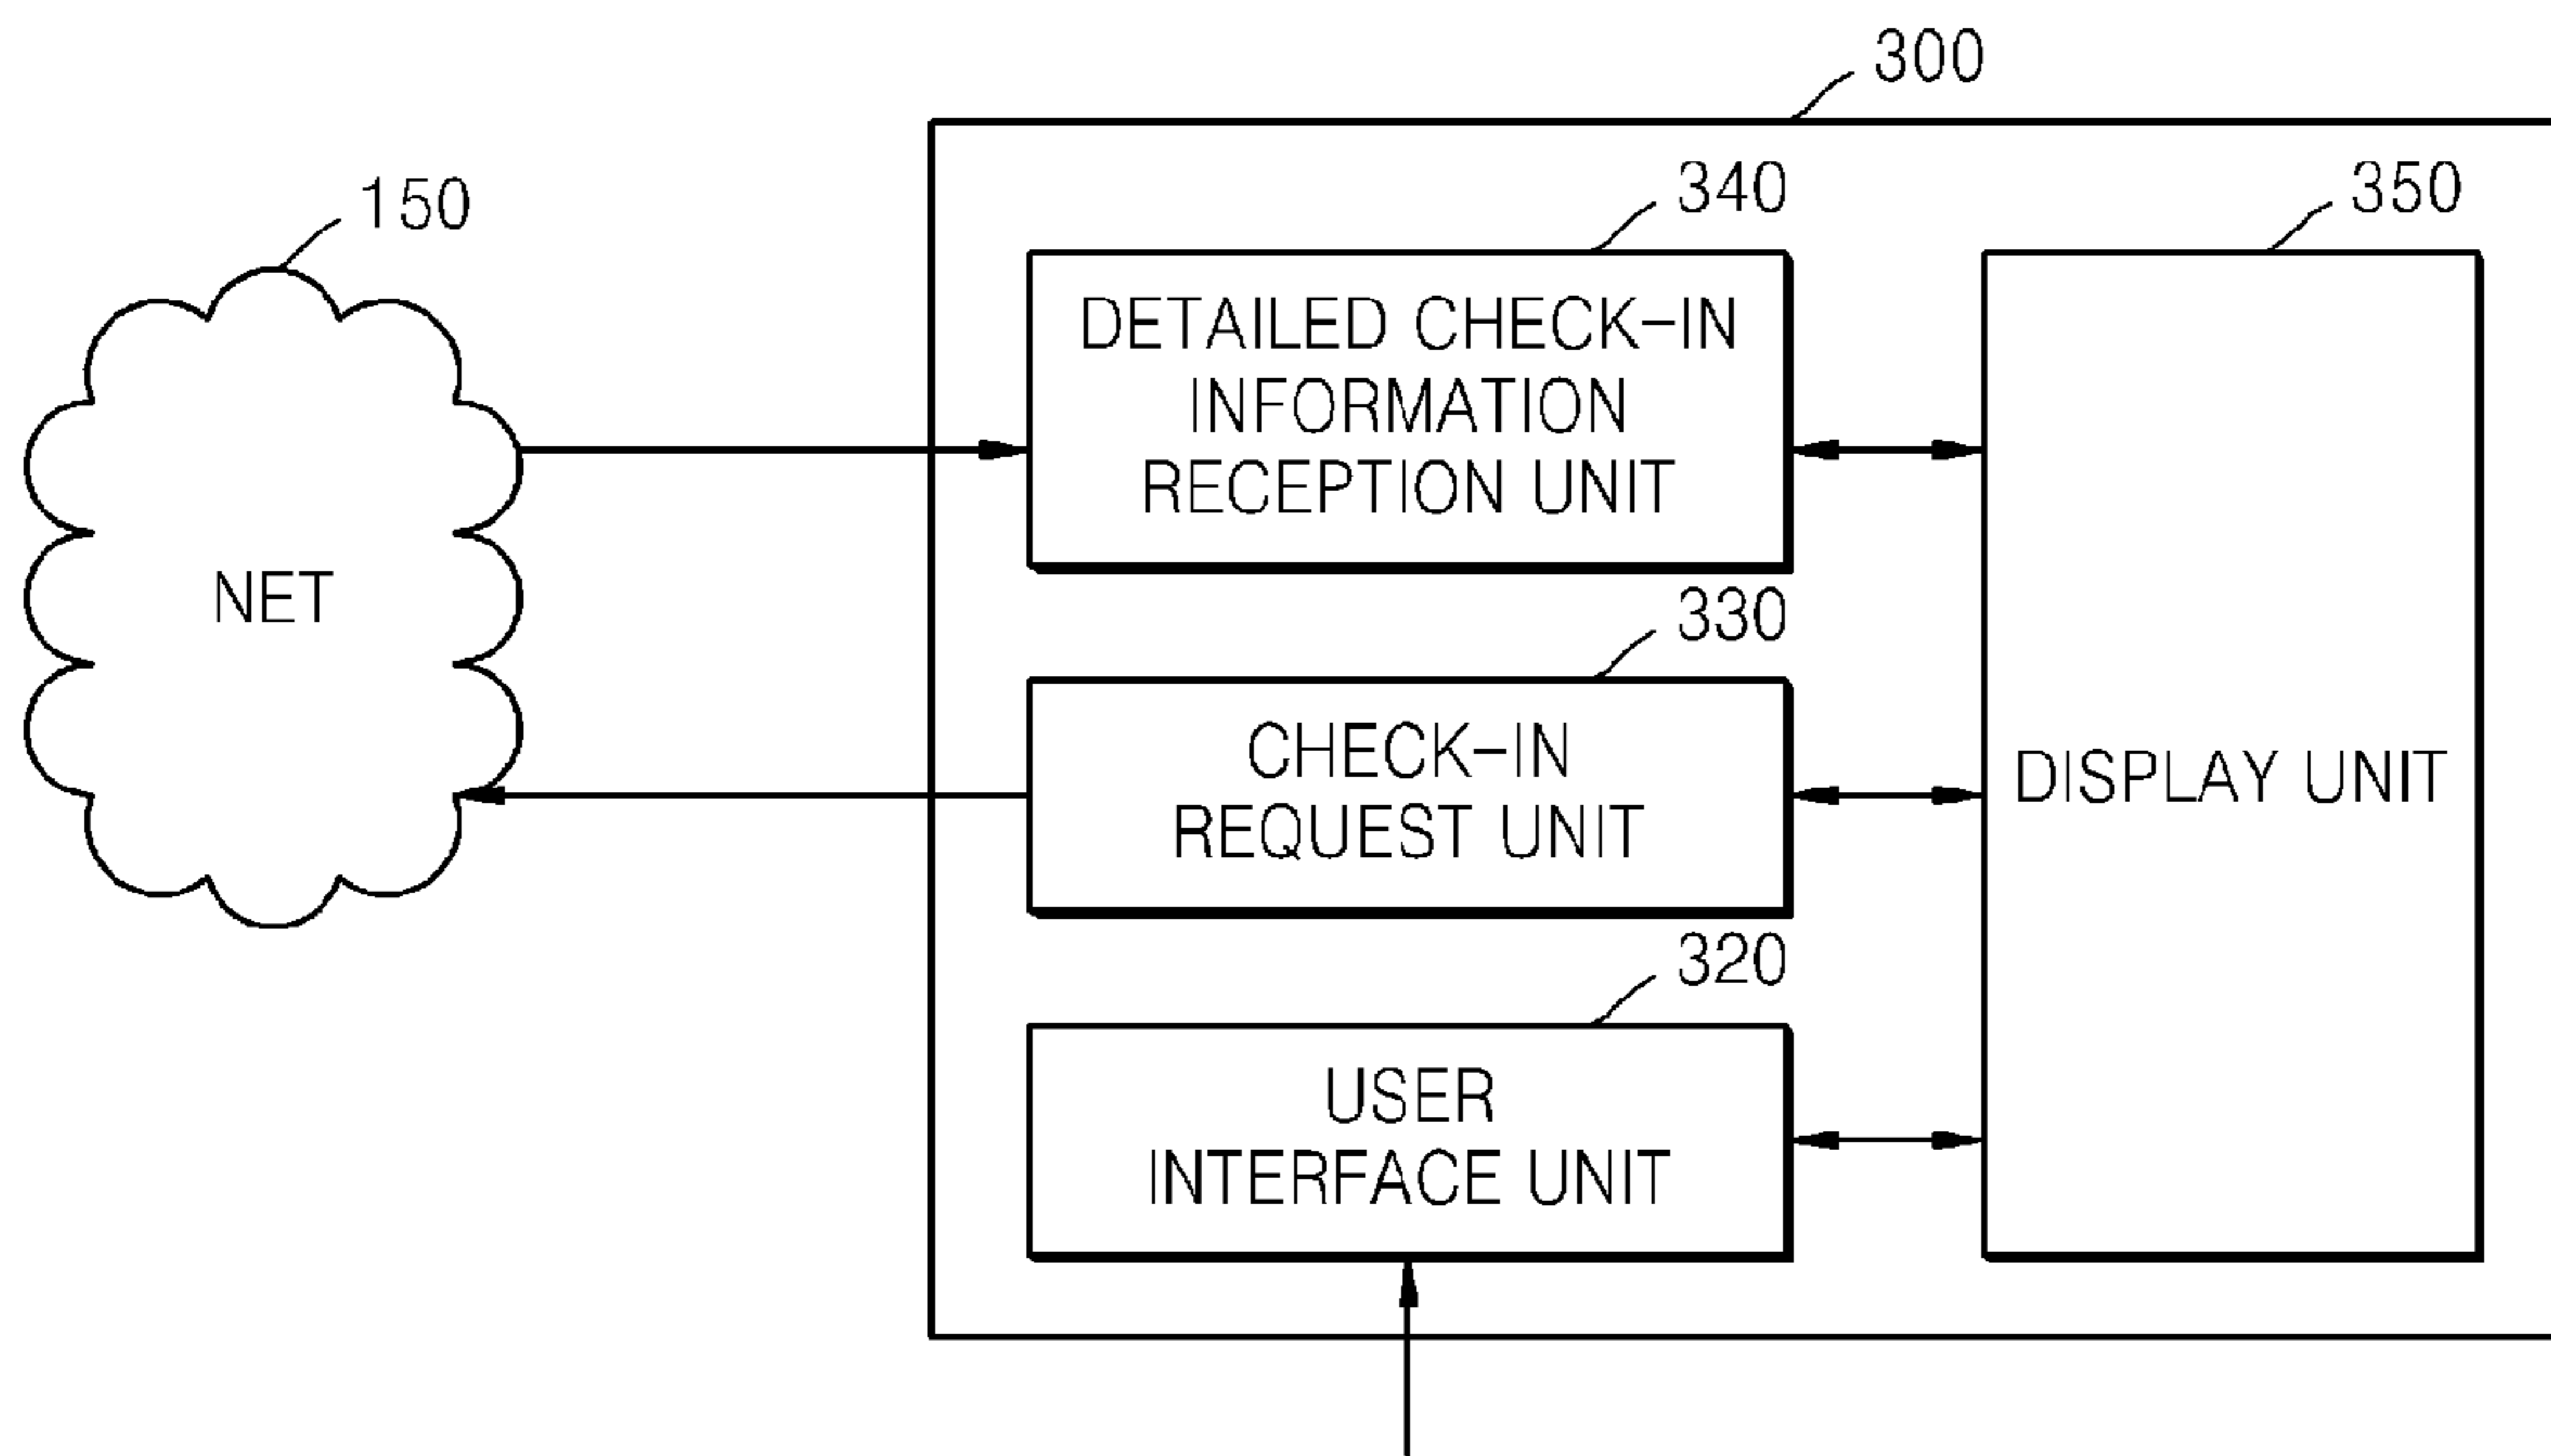 300
150
340
350
DETAILED CHECK-IN
INFORMATION
RECEPTION UNIT
NET
330
CHECK-IN
REQUEST UNIT
DISPLAY UNIT
320
USER
INTERFACE UNIT